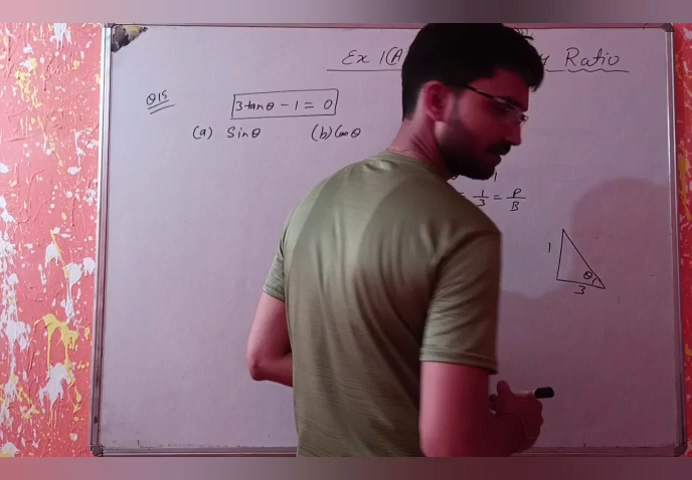 Ex 1(A Ratio
Q15
3tanθ - 1 = 0
(a) Sinθ (b) Cosθ
1
= 1/3 = P/B
1
θ
3